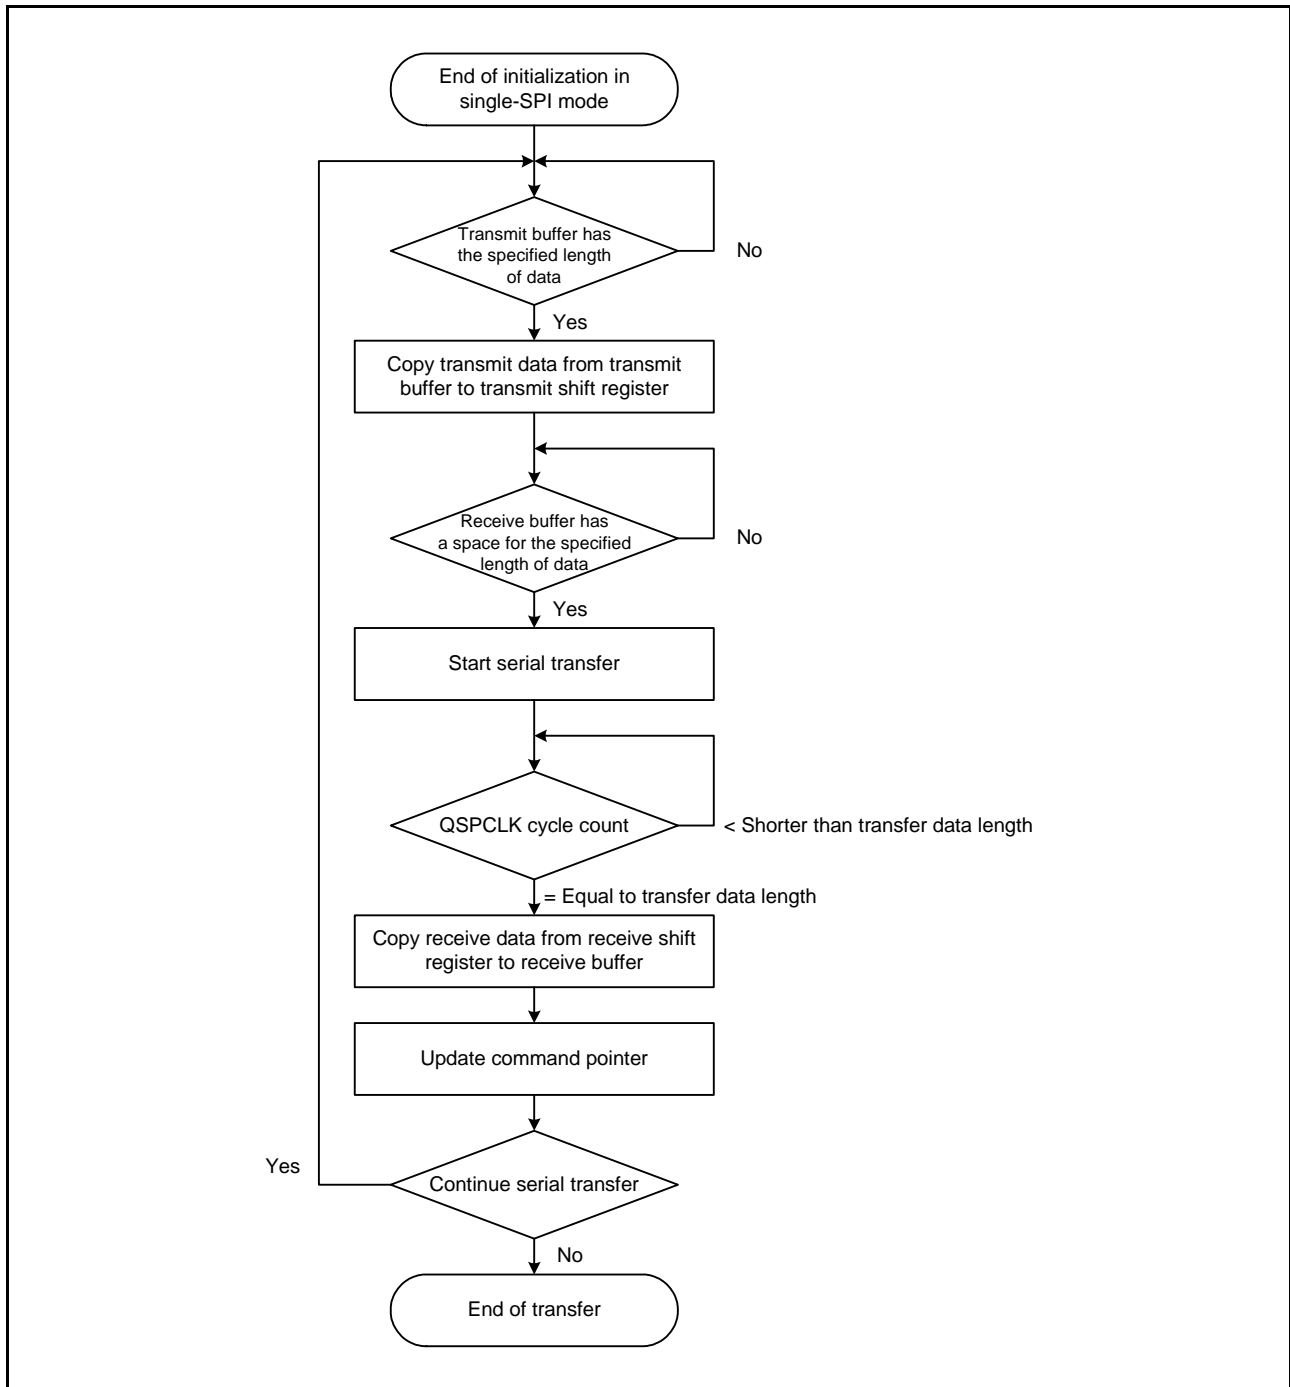 End of initialization in
single-SPI mode
Transmit buffer has
the specified length
of data
No
Yes
Copy transmit data from transmit
buffer to transmit shift register
Receive buffer has
a space for the specified
length of data
No
Yes
Start serial transfer
QSPCLK cycle count
< Shorter than transfer data length
= Equal to transfer data length
Copy receive data from receive shift
register to receive buffer
Update command pointer
Yes
Continue serial transfer
No
End of transfer